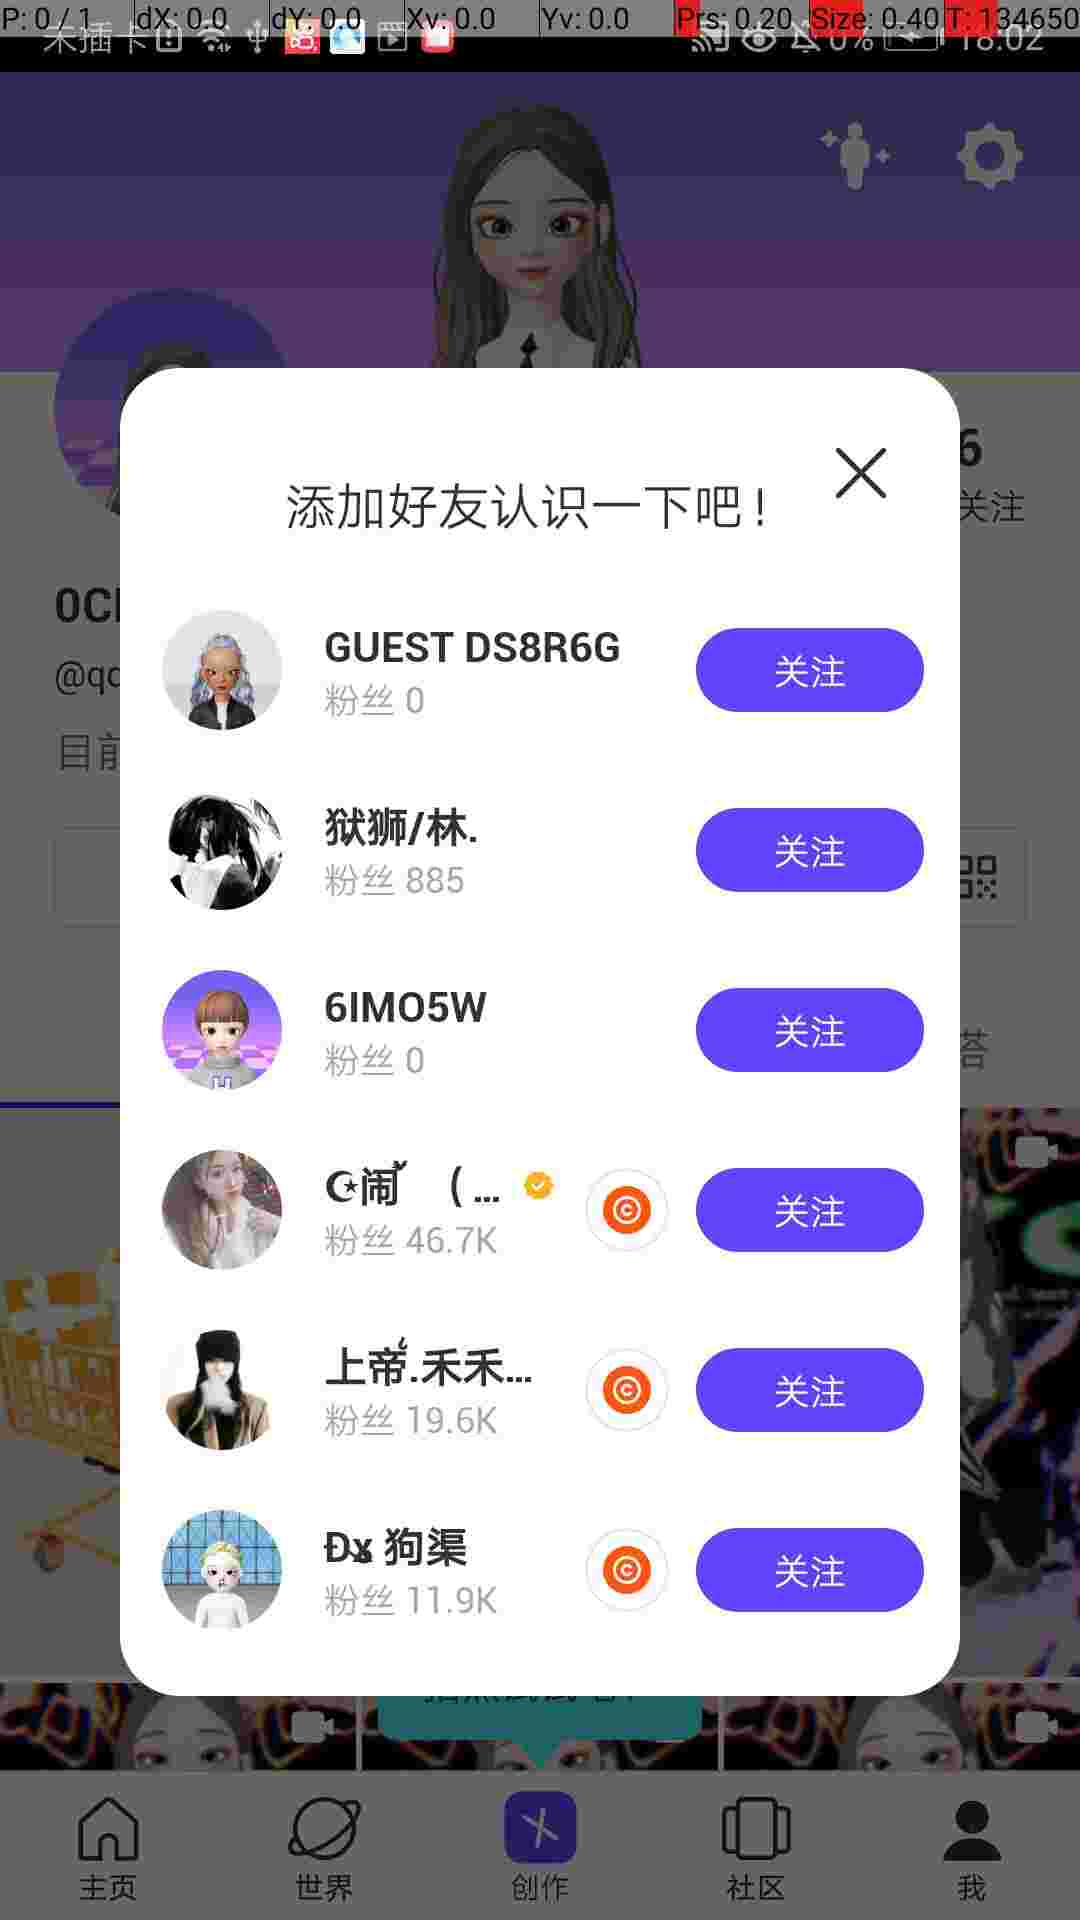 P: 0 / 1 dX: 0.0 dY: 0.0 Xv: 0.0 Yv: 0.0 Prs: 0.20 Size: 0.40 T: 134650
未插卡 0% 18:02
6
关注
添加好友认识一下吧!
@qc
目前
GUEST DS8R6G
粉丝 0
关注
狱狮/林.
粉丝 885
关注
6IMO5W
粉丝 0
关注
答
粉丝 46.7K
关注
上帝.禾禾...
粉丝 19.6K
关注
狗渠
粉丝 11.9K
关注
主页 世界 创作 社区 我